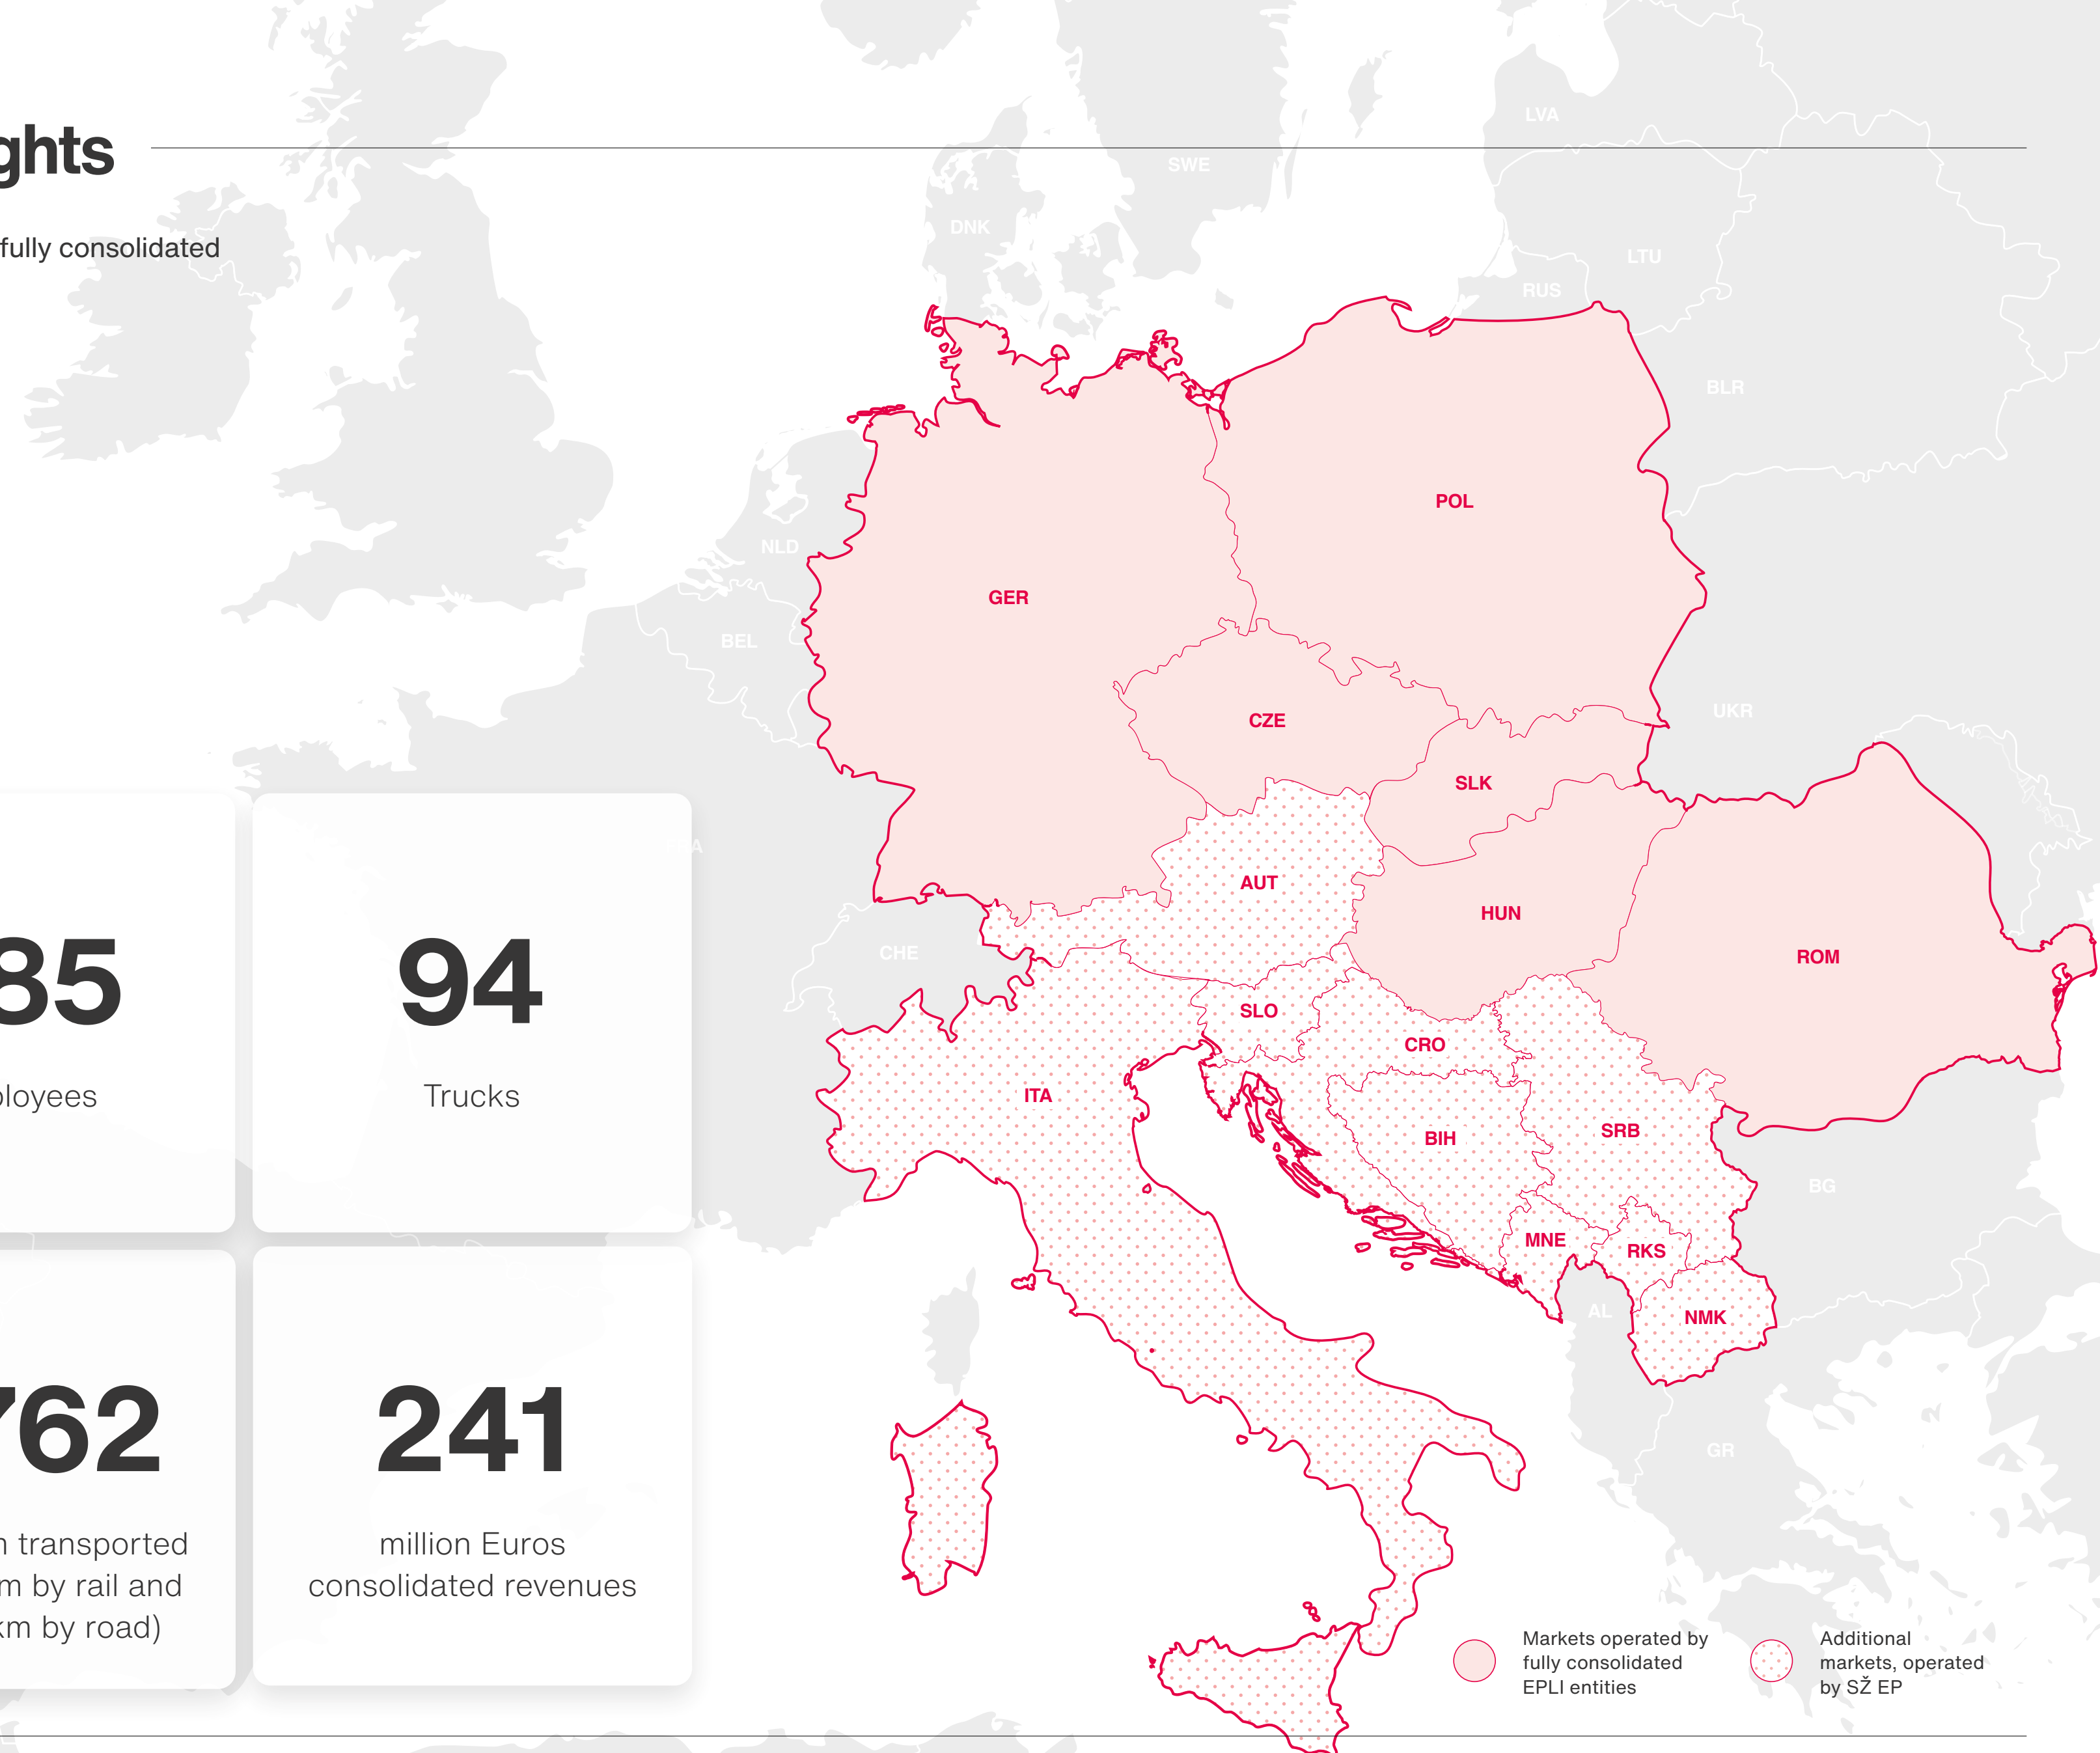 ghts
fully consolidated
85
ployees
94
Trucks
762
transported
by rail and
km by road)
241
million Euros
consolidated revenues
LVA
SWE
DNK
LTU
RUS
BLR
POL
NLD
GER
BEL
CZE
UKR
SLK
AUT
HUN
CHE
ROM
SLO
CRO
ITA
SRB
BIH
BG
MNE
RKS
AL
NMK
GR
Markets operated by
fully consolidated
EPLI entities
Additional
markets, operated
by SŽ EP